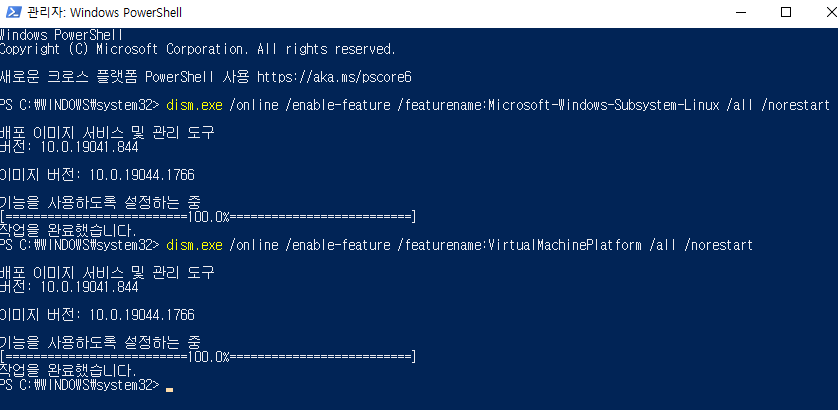 관리자: Windows PowerShell
Windows PowerShell
Copyright (C) Microsoft Corporation. All rights reserved.
새로운 크로스 플랫폼 PowerShell 사용 https://aka.ms/pscore6
PS C:\WINDOWS\system32> dism.exe /online /enable-feature /featurename:Microsoft-Windows-Subsystem-Linux /all /norestart
배포 이미지 서비스 및 관리 도구
버전: 10.0.19041.844
이미지 버전: 10.0.19044.1766
기능을 사용하도록 설정하는 중
[==========================100.0%==========================]
작업을 완료했습니다.
PS C:\WINDOWS\system32> dism.exe /online /enable-feature /featurename:VirtualMachinePlatform /all /norestart
배포 이미지 서비스 및 관리 도구
버전: 10.0.19041.844
이미지 버전: 10.0.19044.1766
기능을 사용하도록 설정하는 중
[==========================100.0%==========================]
작업을 완료했습니다.
PS C:\WINDOWS\system32>